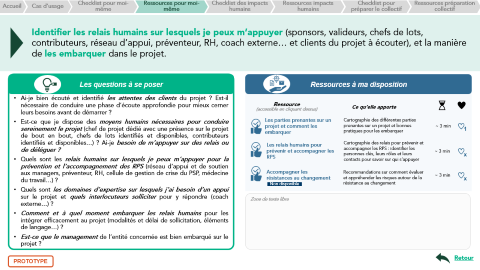 Accueil
Cas d'usage
Checklist pour moi-
même
Ressources pour moi-
même
Checklist des impacts
humains
Ressources impacts
humains
Checklist pour
préparer le collectif
Ressources préparation
collectif
Identifier les relais humains sur lesquels je peux m'appuyer (sponsors, valideurs, chefs de lots,
contributeurs, réseau d'appui, préventeur, RH, coach externe… et clients du projet à écouter), et la manière
de les embarquer dans le projet.
Les questions à se poser
• Ai-je bien écouté et identifié les attentes des clients du projet ? Est-il
nécessaire de conduire une phase d'écoute approfondie pour mieux cerner
leurs besoins avant de démarrer ?
• Est-ce que je dispose des moyens humains nécessaires pour conduire
sereinement le projet (chef de projet dédié avec une présence sur le projet
de bout en bout, chefs de lots identifiés et disponibles, contributeurs
identifiés et disponibles…) ? Ai-je besoin de m'appuyer sur des relais ou
de déléguer ?
• Quels sont les relais humains sur lesquels je peux m'appuyer pour la
prévention et l'accompagnement des RPS (réseau d'appui et de soutien
aux managers, préventeur, RH, cellule de gestion de crise du PSP, médecine
du travail…) ?
• Quels sont les domaines d'expertise sur lesquels j'ai besoin d'un appui
sur le projet et quels interlocuteurs solliciter pour y répondre (coach
externe…) ?
• Comment et à quel moment embarquer les relais humains pour les
intégrer efficacement au projet (modalités et délai de sollicitation, éléments
de langage…) ?
• Est-ce que le management de l'entité concernée est bien embarqué sur le
projet ?
Ressources à ma disposition
Ressource
(accessible en cliquant dessus)
Ce qu'elle apporte
Les parties prenantes sur un
projet et comment les
embarquer
Cartographie des différentes parties
prenantes sur un projet et bonnes
pratiques pour les embarquer
~ 3 min
1
Les relais humains pour
prévenir et accompagner les
RPS
Cartographie des relais pour prévenir et
accompagner les RPS : identifier les
personnes clés, leurs rôles et leurs
contacts pour savoir sur qui s'appuyer
~ 3 min
X
Accompagner les
résistances au changement
Non disponible
Recommandations sur comment évaluer
et appréhender les risques autour de la
résistance au changement
~ 3 min
X
Zone de texte libre
PROTOTYPE
Retour